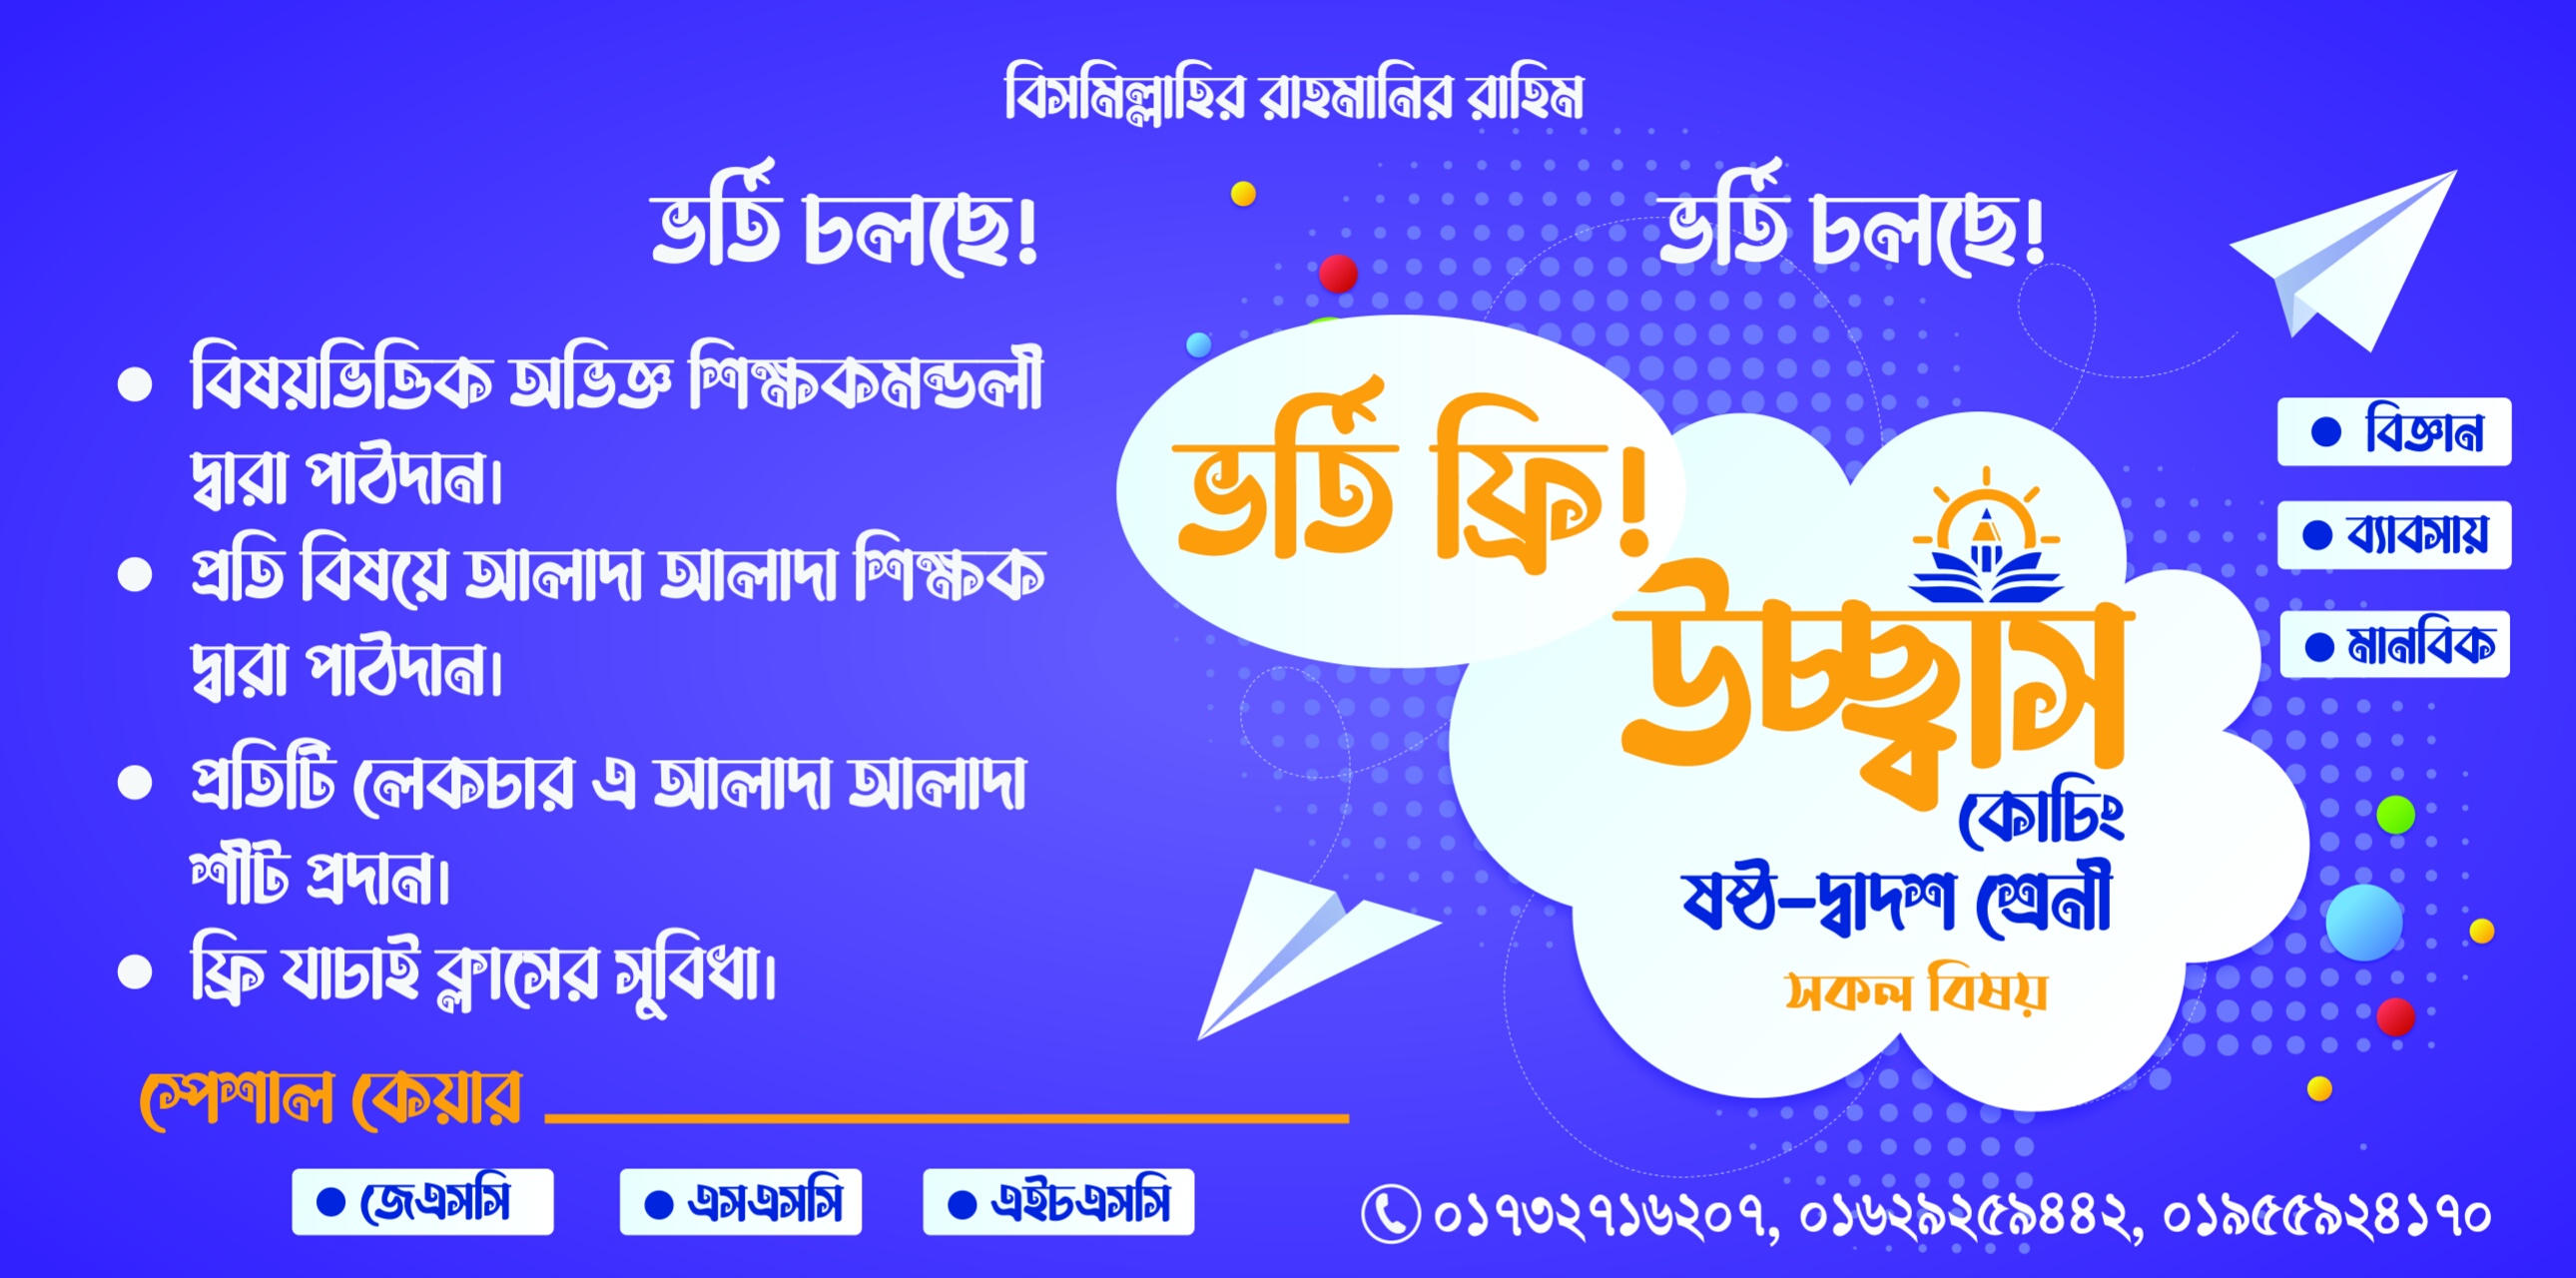 বিসমিল্লাহির রাহমানির রাহিম
ভর্তি চলছে!
বিষয়ভিত্তিক অভিজ্ঞ শিক্ষকমন্ডলী
দ্বারা পাঠদান।
প্রতি বিষয়ে আলাদা আলাদা শিক্ষক
দ্বারা পাঠদান।
প্রতিটি লেকচার এ আলাদা আলাদা
শীট প্রদান।
ফ্রি যাচাই ক্লাসের সুবিধা।
স্পেশাল কেয়ার
জেএসসি
এসএসসি
এইচএসসি
ভর্তি চলছে!
ভর্তি ফ্রি!
উচ্ছ্বাস
কোচিং
ষষ্ঠ-দ্বাদশ শ্রেনী
সকল বিষয়
বিজ্ঞান
ব্যাবসায়
মানবিক
০১৭৩২৭১৬২০৭, ০১৬২৯২৫৯৪৪২, ০১৯৫৫৯২৪১৭০